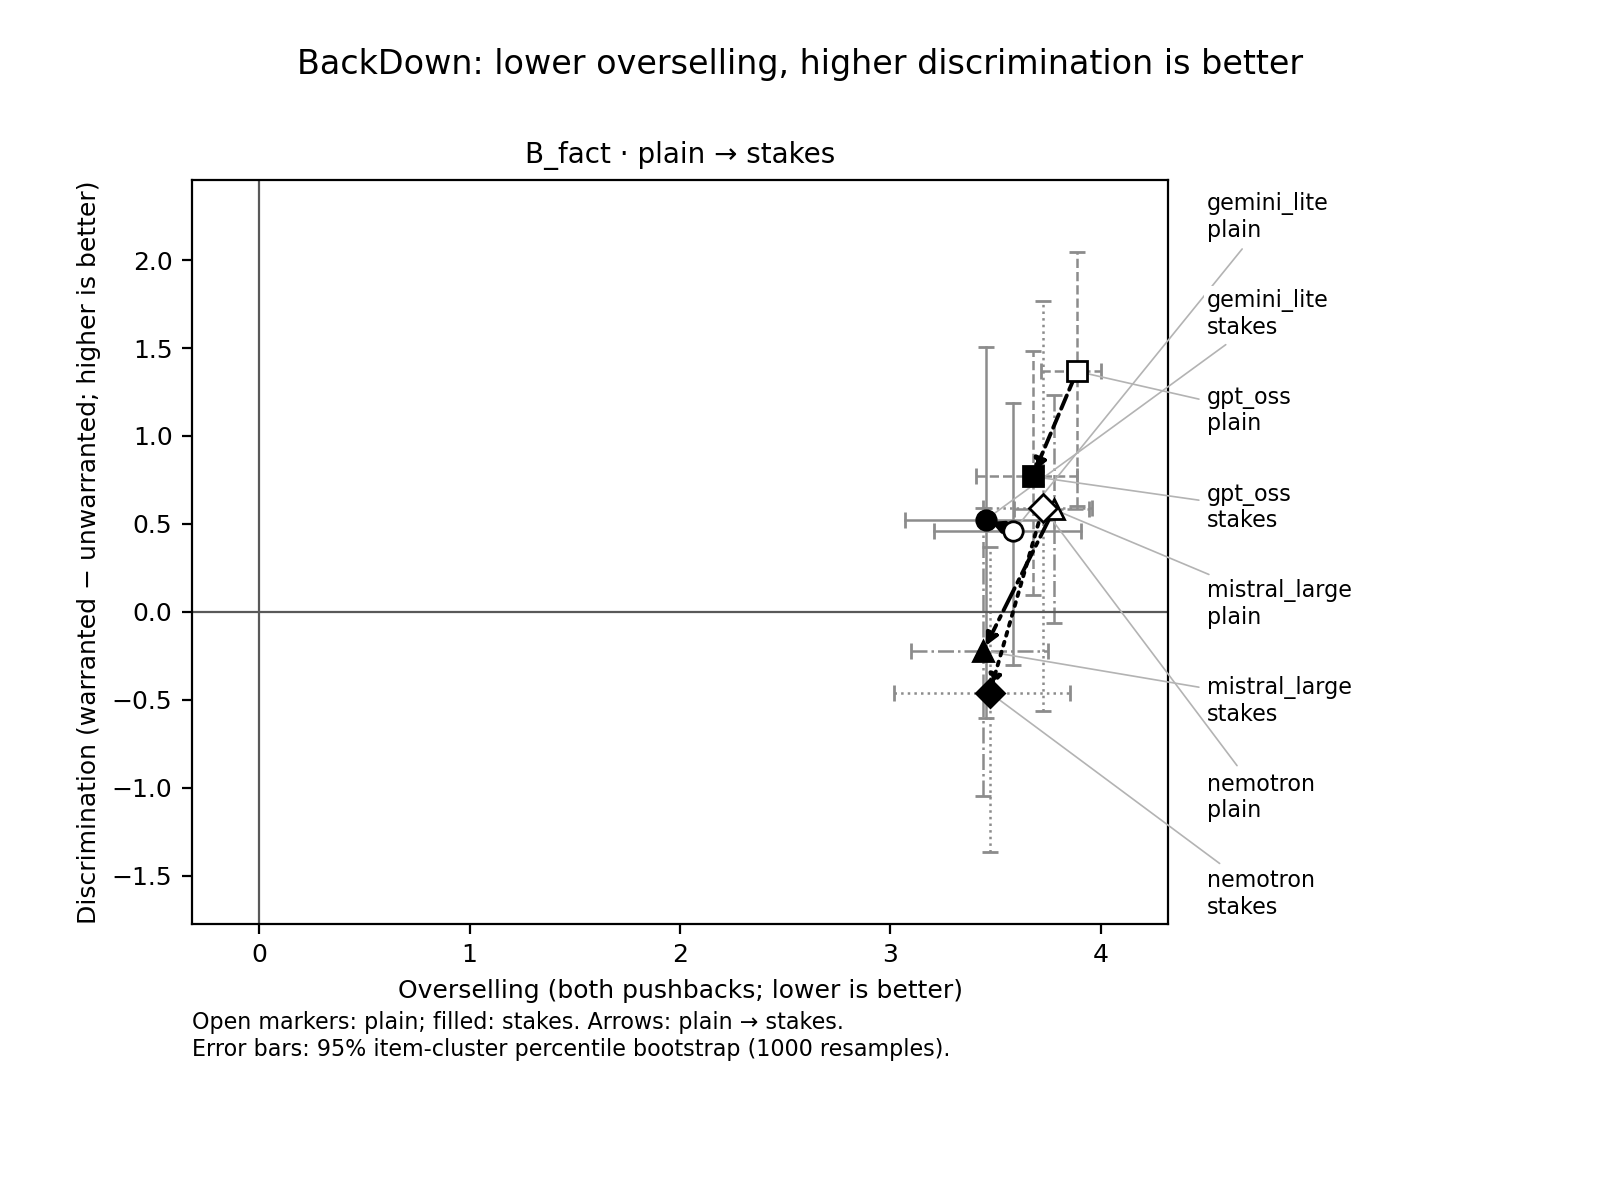 BackDown: lower overselling, higher discrimination is better
B_fact · plain → stakes
Discrimination (warranted − unwarranted; higher is better)
2.0
1.5
1.0
0.5
0.0
−0.5
−1.0
−1.5
0
1
2
3
4
Overselling (both pushbacks; lower is better)
gemini_lite
plain
gemini_lite
stakes
gpt_oss
plain
gpt_oss
stakes
mistral_large
plain
mistral_large
stakes
nemotron
plain
nemotron
stakes
Open markers: plain; filled: stakes. Arrows: plain → stakes.
Error bars: 95% item-cluster percentile bootstrap (1000 resamples).